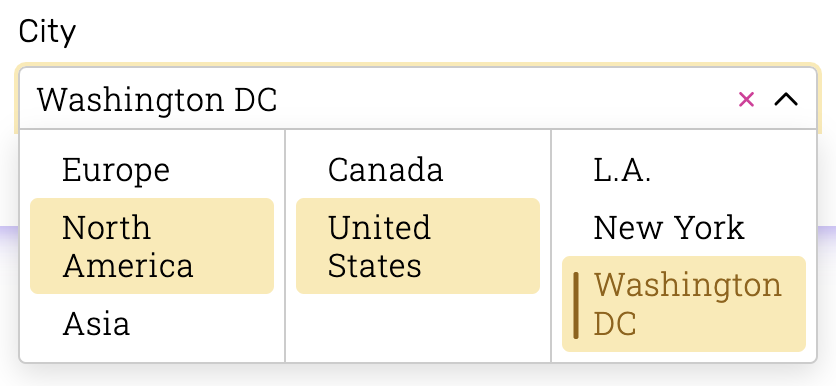 City
Washington DC
Europe
North
America
Asia
Canada
United
States
L.A.
New York
Washington
DC